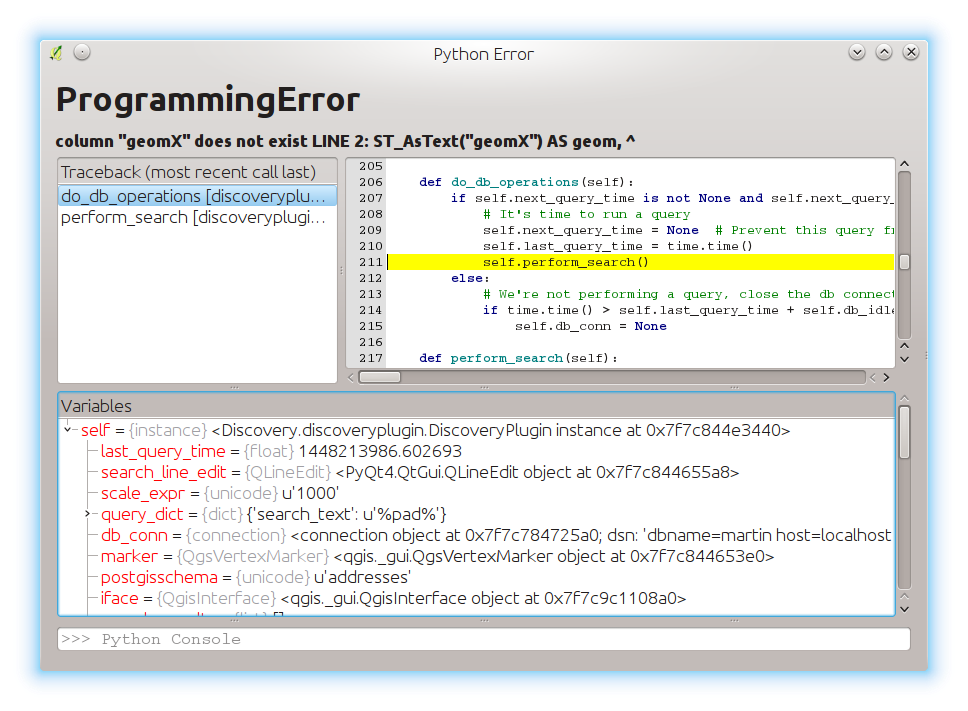 Python Error
ProgrammingError
column "geomX" does not exist LINE 2: ST_AsText("geomX") AS geom, ^
Traceback (most recent call last)
do_db_operations [discoveryplu...
perform_search [discoveryplugi...
205
206 def do_db_operations(self):
207 if self.next_query_time is not None and self.next_query_
208 # It's time to run a query
209 self.next_query_time = None # Prevent this query f
210 self.last_query_time = time.time()
211 self.perform_search()
212 else:
213 # We're not performing a query, close the db connect
214 if time.time() > self.last_query_time + self.db_idle
215 self.db_conn = None
216
217 def perform_search(self):
Variables
self = {instance} <Discovery.discoveryplugin.DiscoveryPlugin instance at 0x7f7c844e3440>
last_query_time = {float} 1448213986.602693
search_line_edit = {QLineEdit} <PyQt4.QtGui.QLineEdit object at 0x7f7c844655a8>
scale_expr = {unicode} u'1000'
query_dict = {dict} {'search_text': u'%pad%'}
db_conn = {connection} <connection object at 0x7f7c784725a0; dsn: 'dbname=martin host=localhost
marker = {QgsVertexMarker} <qgis._gui.QgsVertexMarker object at 0x7f7c844653e0>
postgisschema = {unicode} u'addresses'
iface = {QgisInterface} <qgis._gui.QgisInterface object at 0x7f7c9c1108a0>
>>> Python Console